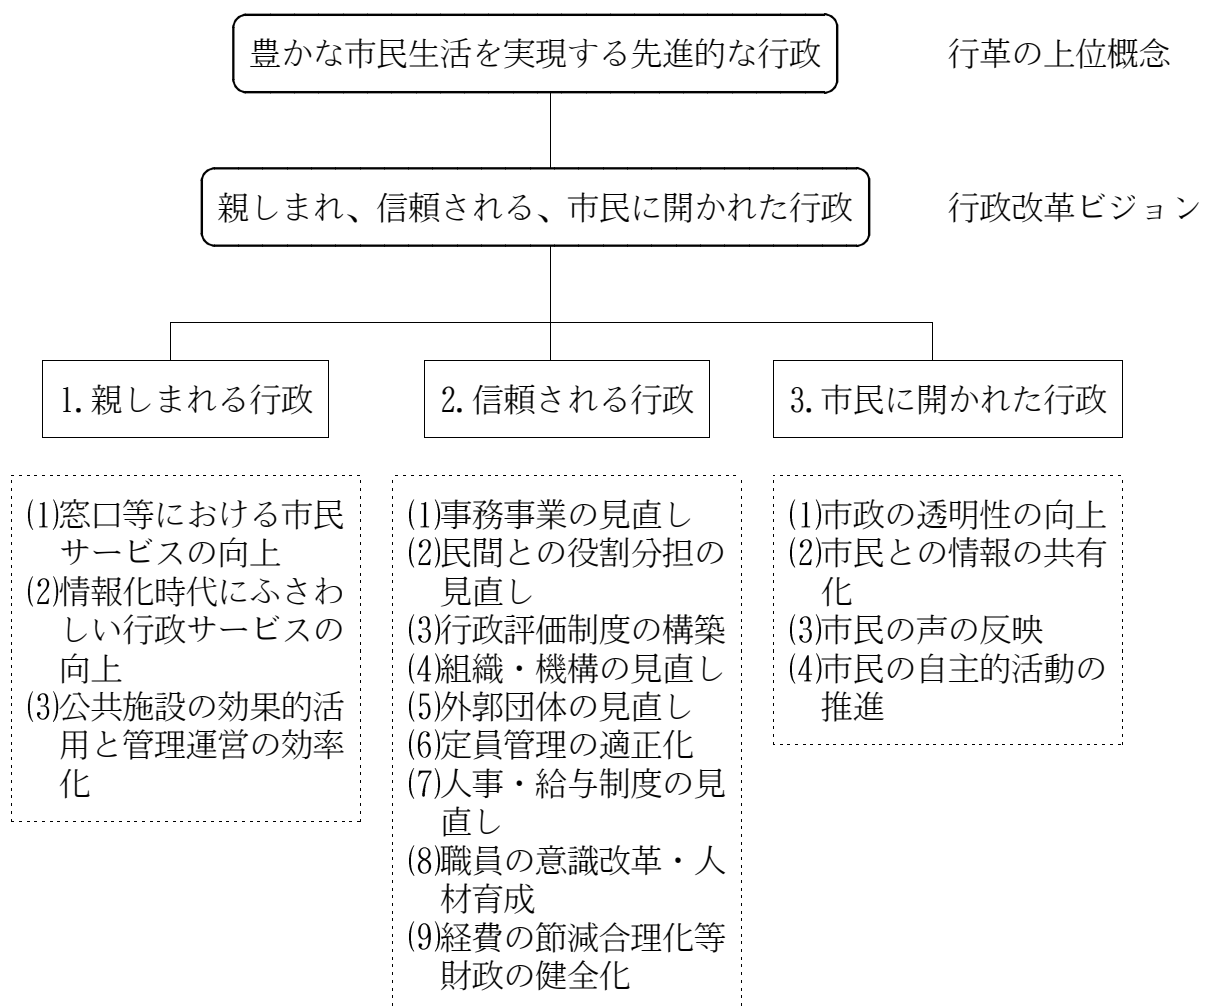 豊かな市民生活を実現する先進的な行政
行革の上位概念
親しまれ、信頼される、市民に開かれた行政
行政改革ビジョン
1.親しまれる行政
2.信頼される行政
3.市民に開かれた行政
(1)窓口等における市民
サービスの向上
(2)情報化時代にふさわ
しい行政サービスの
向上
(3)公共施設の効果的活
用と管理運営の効率
化
(1)事務事業の見直し
(2)民間との役割分担の
見直し
(3)行政評価制度の構築
(4)組織・機構の見直し
(5)外郭団体の見直し
(6)定員管理の適正化
(7)人事・給与制度の見
直し
(8)職員の意識改革・人
材育成
(9)経費の節減合理化等
財政の健全化
(1)市政の透明性の向上
(2)市民との情報の共有
化
(3)市民の声の反映
(4)市民の自主的活動の
推進